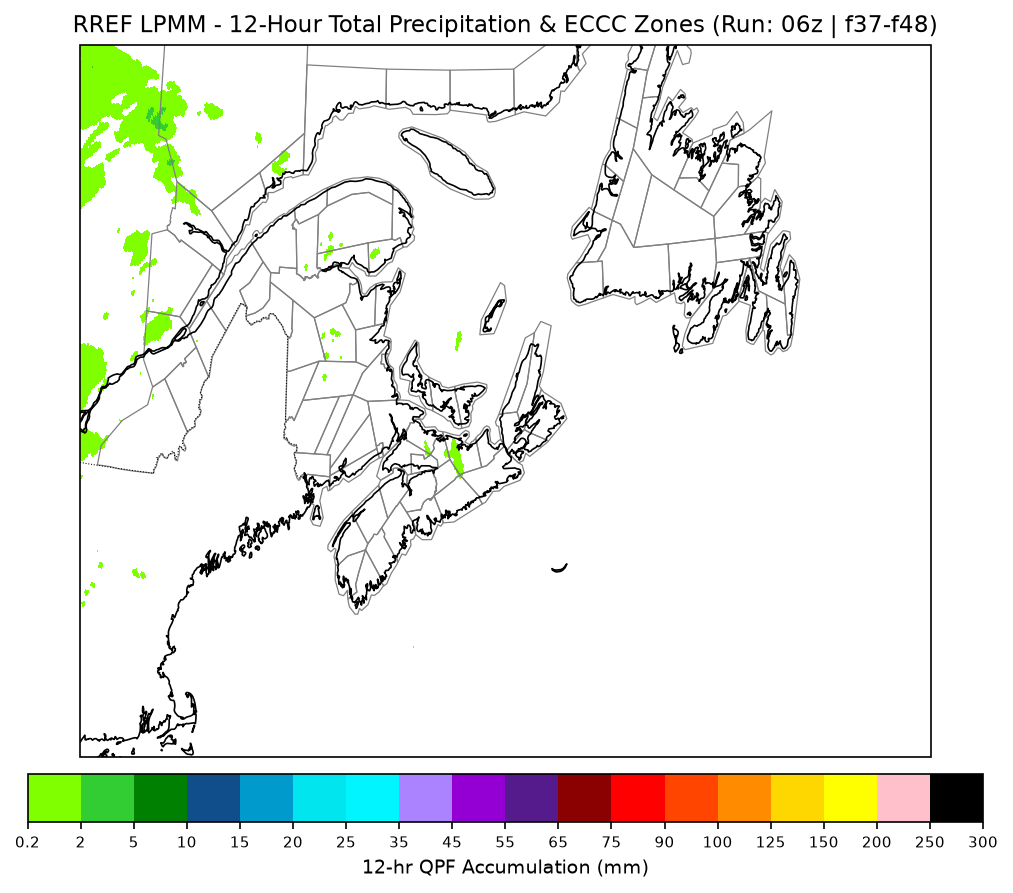 RREF LPMM - 12-Hour Total Precipitation & ECCC Zones (Run: 06z | f37-f48)
0.2 2 5 10 15 20 25 35 45 55 65 75 90 100 125 150 200 250 300
12-hr QPF Accumulation (mm)